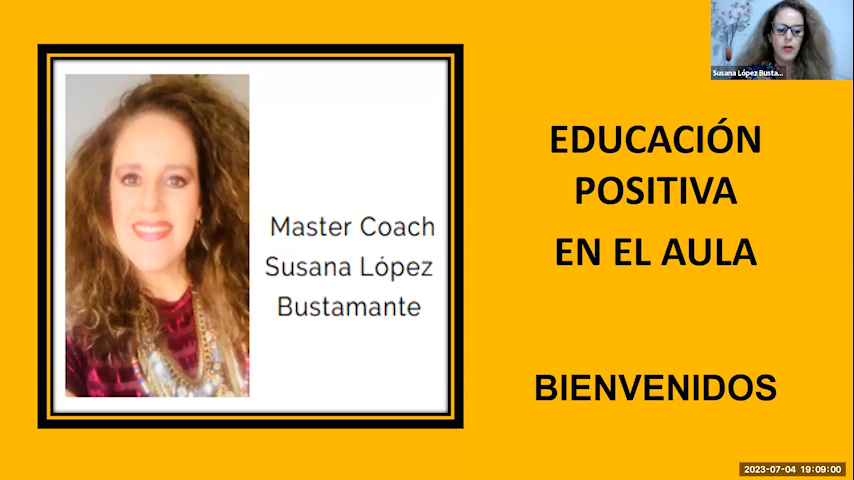 Susana López Busta...
EDUCACIÓN
POSITIVA
EN EL AULA
Master Coach
Susana López
Bustamante
BIENVENIDOS
2023-07-04 19:09:00